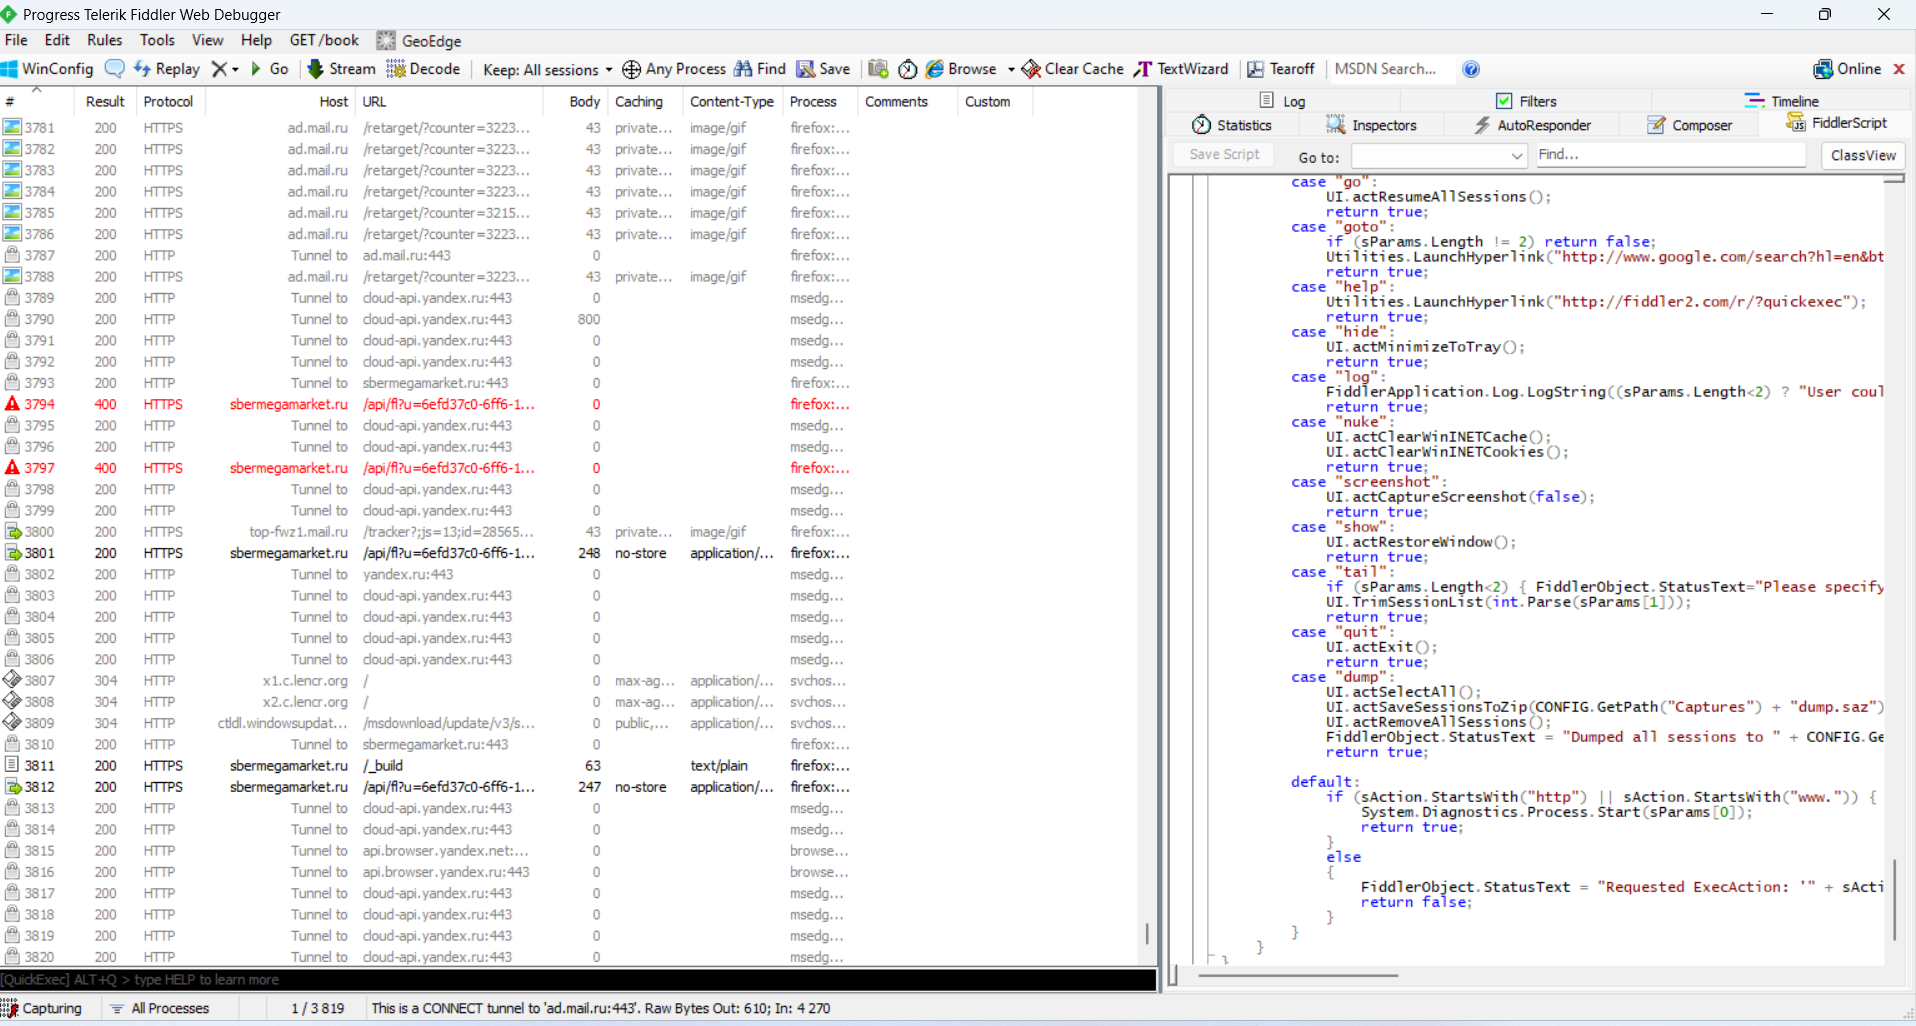 Progress Telerik Fiddler Web Debugger
File Edit Rules Tools View Help GET /book GeoEdge
WinConfig Replay Go Stream Decode Keep: All sessions Any Process Find Save Browse Clear Cache TextWizard Tearoff MSDN Search... Online
# Result Protocol Host URL Body Caching Content-Type Process Comments Custom
3781 200 HTTPS ad.mail.ru /retarget/?counter=3223... 43 private... image/gif firefox:...
3782 200 HTTPS ad.mail.ru /retarget/?counter=3223... 43 private... image/gif firefox:...
3783 200 HTTPS ad.mail.ru /retarget/?counter=3223... 43 private... image/gif firefox:...
3784 200 HTTPS ad.mail.ru /retarget/?counter=3223... 43 private... image/gif firefox:...
3785 200 HTTPS ad.mail.ru /retarget/?counter=3215... 43 private... image/gif firefox:...
3786 200 HTTPS ad.mail.ru /retarget/?counter=3223... 43 private... image/gif firefox:...
3787 200 HTTP Tunnel to ad.mail.ru:443 0 firefox:...
3788 200 HTTPS ad.mail.ru /retarget/?counter=3223... 43 private... image/gif firefox:...
3789 200 HTTP Tunnel to cloud-api.yandex.ru:443 0 msedg...
3790 200 HTTP Tunnel to cloud-api.yandex.ru:443 800 msedg...
3791 200 HTTP Tunnel to cloud-api.yandex.ru:443 0 msedg...
3792 200 HTTP Tunnel to cloud-api.yandex.ru:443 0 msedg...
3793 200 HTTP Tunnel to sbermegamarket.ru:443 0 firefox:...
3794 400 HTTPS sbermegamarket.ru /api/fl?u=6efd37c0-6ff6-1... 0 firefox:...
3795 200 HTTP Tunnel to cloud-api.yandex.ru:443 0 msedg...
3796 200 HTTP Tunnel to cloud-api.yandex.ru:443 0 msedg...
3797 400 HTTPS sbermegamarket.ru /api/fl?u=6efd37c0-6ff6-1... 0 firefox:...
3798 200 HTTP Tunnel to cloud-api.yandex.ru:443 0 msedg...
3799 200 HTTP Tunnel to cloud-api.yandex.ru:443 0 msedg...
3800 200 HTTPS top-fwz1.mail.ru /tracker?;js=13;id=28565... 43 private... image/gif firefox:...
3801 200 HTTPS sbermegamarket.ru /api/fl?u=6efd37c0-6ff6-1... 248 no-store application/... firefox:...
3802 200 HTTP Tunnel to yandex.ru:443 0 msedg...
3803 200 HTTP Tunnel to cloud-api.yandex.ru:443 0 msedg...
3804 200 HTTP Tunnel to cloud-api.yandex.ru:443 0 msedg...
3805 200 HTTP Tunnel to cloud-api.yandex.ru:443 0 msedg...
3806 200 HTTP Tunnel to cloud-api.yandex.ru:443 0 msedg...
3807 304 HTTP x1.c.lencr.org / 0 max-ag... application/... svchos...
3808 304 HTTP x2.c.lencr.org / 0 max-ag... application/... svchos...
3809 304 HTTP ctldl.windowsupdat... /msdownload/update/v3/s... 0 public,... application/... svchos...
3810 200 HTTP Tunnel to sbermegamarket.ru:443 0 firefox:...
3811 200 HTTPS sbermegamarket.ru /_build 63 text/plain firefox:...
3812 200 HTTPS sbermegamarket.ru /api/fl?u=6efd37c0-6ff6-1... 247 no-store application/... firefox:...
3813 200 HTTP Tunnel to cloud-api.yandex.ru:443 0 msedg...
3814 200 HTTP Tunnel to cloud-api.yandex.ru:443 0 msedg...
3815 200 HTTP Tunnel to api.browser.yandex.net:... 0 browse...
3816 200 HTTP Tunnel to api.browser.yandex.ru:443 0 browse...
3817 200 HTTP Tunnel to cloud-api.yandex.ru:443 0 msedg...
3818 200 HTTP Tunnel to cloud-api.yandex.ru:443 0 msedg...
3819 200 HTTP Tunnel to cloud-api.yandex.ru:443 0 msedg...
3820 200 HTTP Tunnel to cloud-api.yandex.ru:443 0 msedg...
[QuickExec] ALT+Q > type HELP to learn more
Log Filters Timeline
Statistics Inspectors AutoResponder Composer FiddlerScript
Save Script Go to: Find... ClassView
case "go":
UI.actResumeAllSessions();
return true;
case "goto":
if (sParams.Length != 2) return false;
Utilities.LaunchHyperlink("http://www.google.com/search?hl=en&bt
return true;
case "help":
Utilities.LaunchHyperlink("http://fiddler2.com/r/?quickexec");
return true;
case "hide":
UI.actMinimizeToTray();
return true;
case "log":
FiddlerApplication.Log.LogString((sParams.Length<2) ? "User coul
return true;
case "nuke":
UI.actClearWinINETCache();
UI.actClearWinINETCookies();
return true;
case "screenshot":
UI.actCaptureScreenshot(false);
return true;
case "show":
UI.actRestoreWindow();
return true;
case "tail":
if (sParams.Length<2) { FiddlerObject.StatusText="Please specify
UI.TrimSessionList(int.Parse(sParams[1]));
return true;
case "quit":
UI.actExit();
return true;
case "dump":
UI.actSelectAll();
UI.actSaveSessionsToZip(CONFIG.GetPath("Captures") + "dump.saz")
UI.actRemoveAllSessions();
FiddlerObject.StatusText = "Dumped all sessions to " + CONFIG.Ge
return true;
default:
if (sAction.StartsWith("http") || sAction.StartsWith("www.")) {
System.Diagnostics.Process.Start(sParams[0]);
return true;
}
else
{
FiddlerObject.StatusText = "Requested ExecAction: '" + sActi
return false;
}
}
}
}
Capturing All Processes 1 / 3 819 This is a CONNECT tunnel to 'ad.mail.ru:443'. Raw Bytes Out: 610; In: 4 270